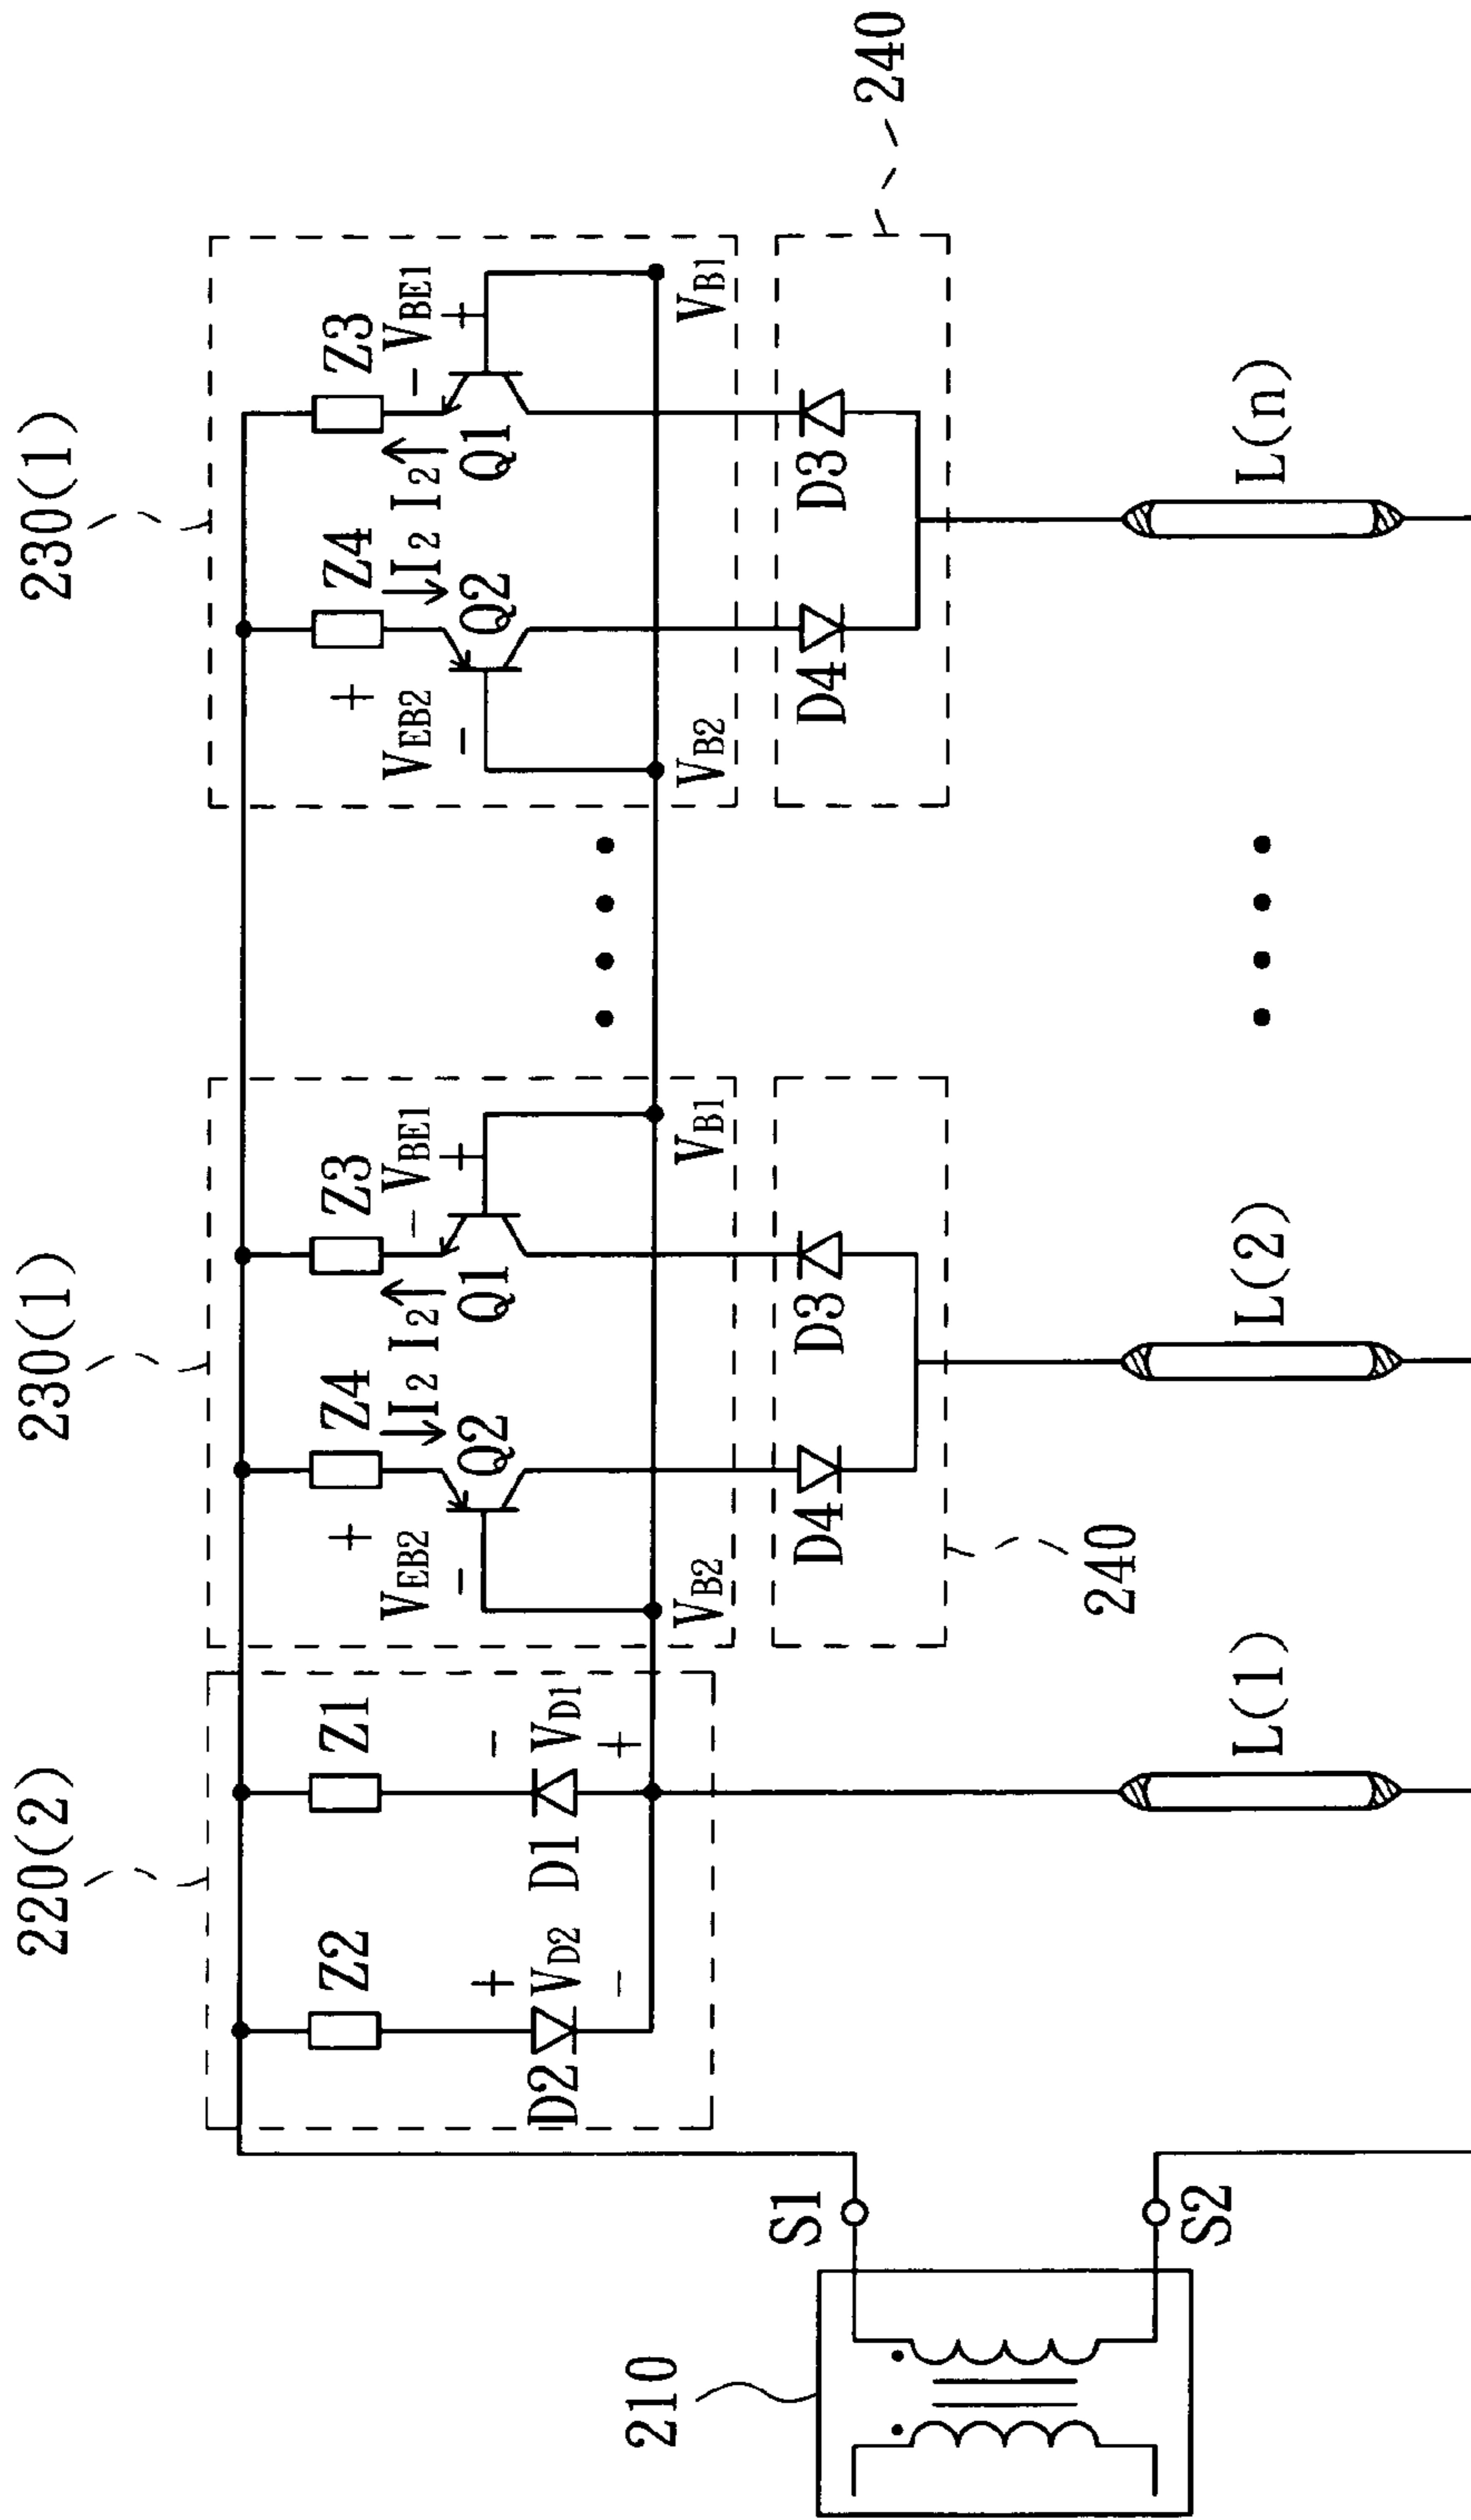 220(2)
230(1)
230(1)
Z2
Z1
Z4
Z3
Z4
Z3
+
VD2
-
-
VD1
+
D2
D1
+
VEB2
-
I2
I2
-
VBE1
+
Q2
Q1
VB2
VB1
+
VEB2
-
I2
I2
-
VBE1
+
Q2
Q1
VB2
VB1
D4
D3
D4
D3
240
240
S1
S2
210
L(1)
L(2)
L(n)